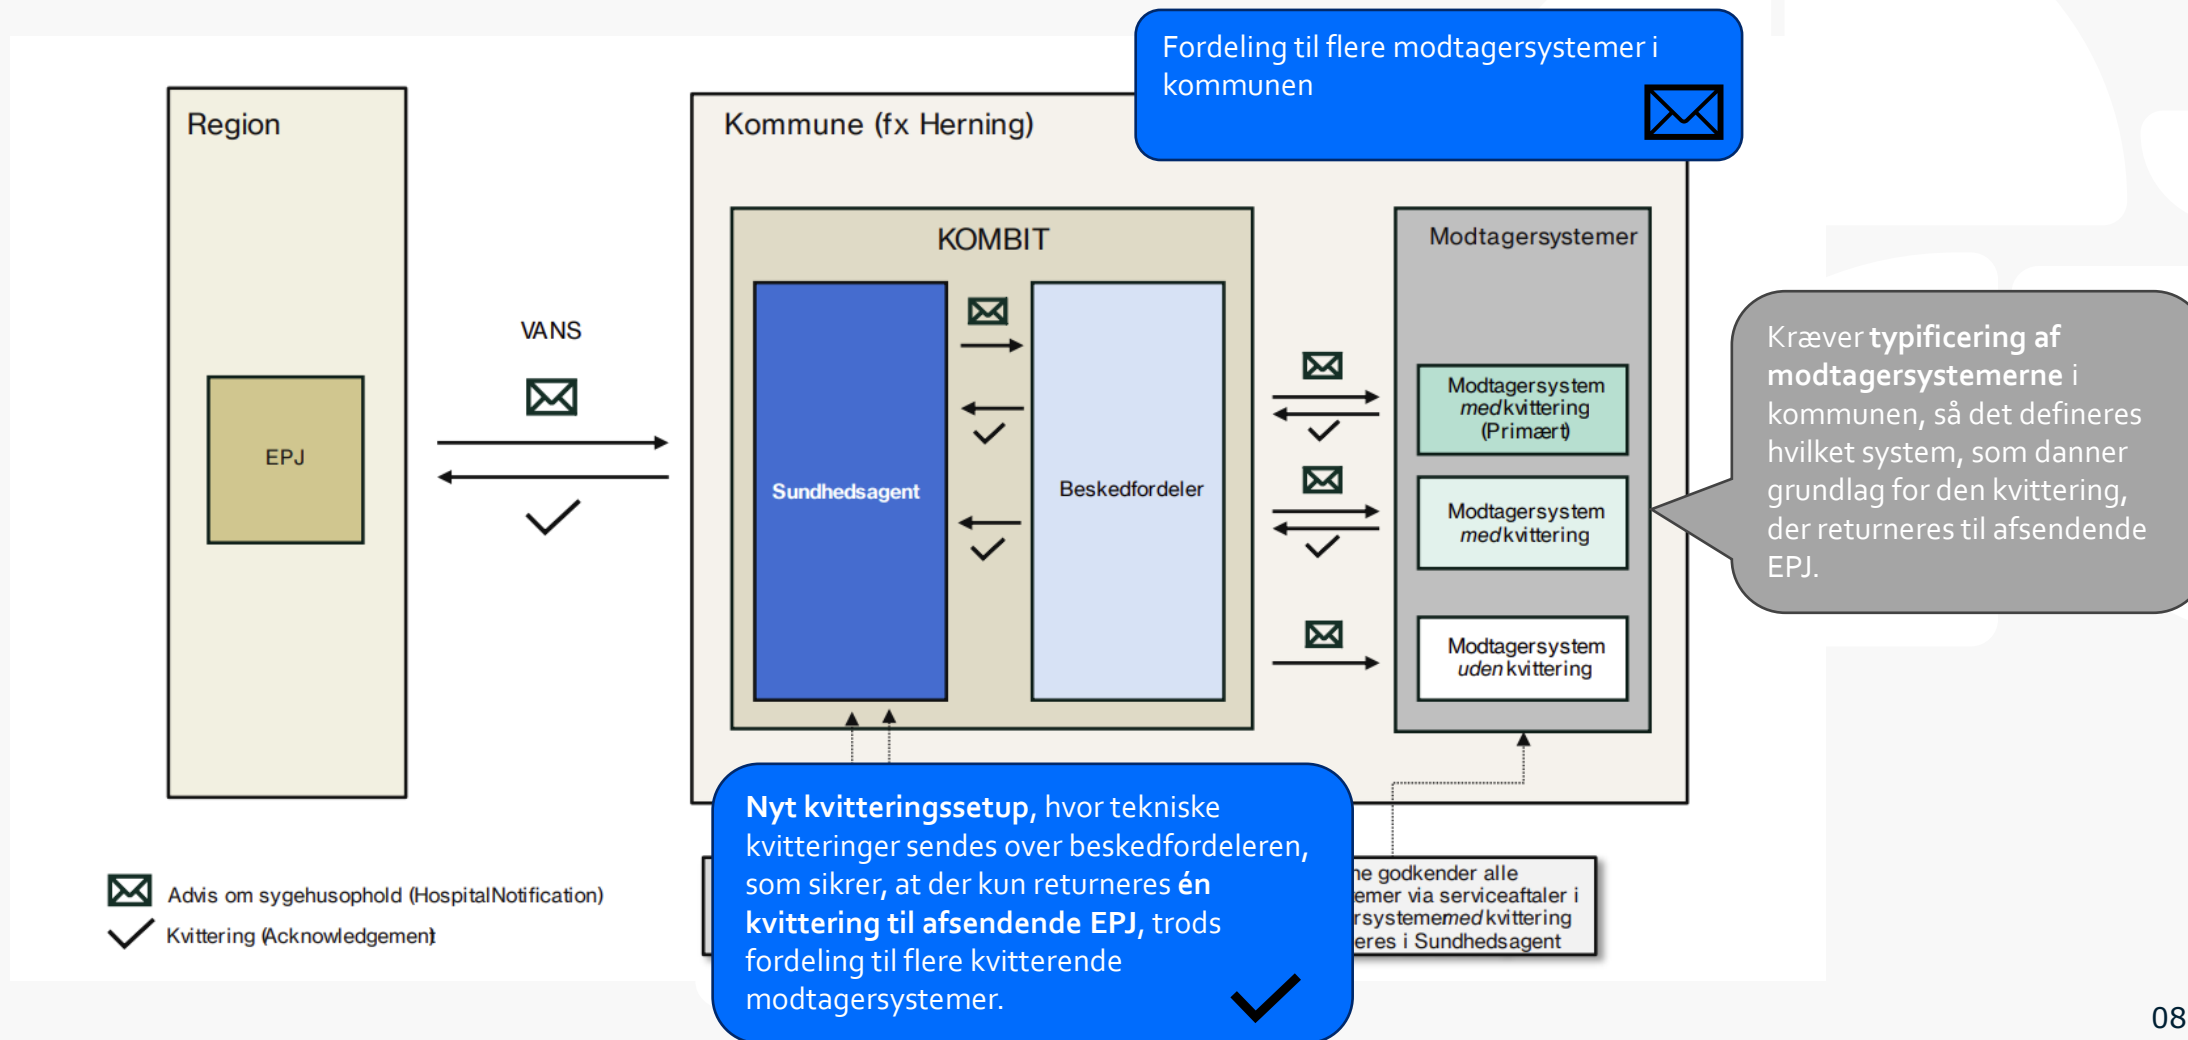 Fordeling til flere modtagersystemer i
kommunen
Region
Kommune (fx Herning)
KOMBIT
Modtagersystemer
VANS
EPJ
Sundhedsagent
Beskedfordeler
Modtagersystem
med kvittering
(Primært)
Modtagersystem
med kvittering
Modtagersystem
uden kvittering
Kræver typificering af
modtagersystemerne i
kommunen, så det defineres
hvilket system, som danner
grundlag for den kvittering,
der returneres til afsendende
EPJ.
Nyt kvitteringssetup, hvor tekniske
kvitteringer sendes over beskedfordeleren,
som sikrer, at der kun returneres én
kvittering til afsendende EPJ, trods
fordeling til flere kvitterende
modtagersystemer.
godkender alle
via serviceaftaler i
med kvittering
i Sundhedsagent
Advis om sygehusophold (HospitalNotification)
Kvittering (Acknowledgement)
08